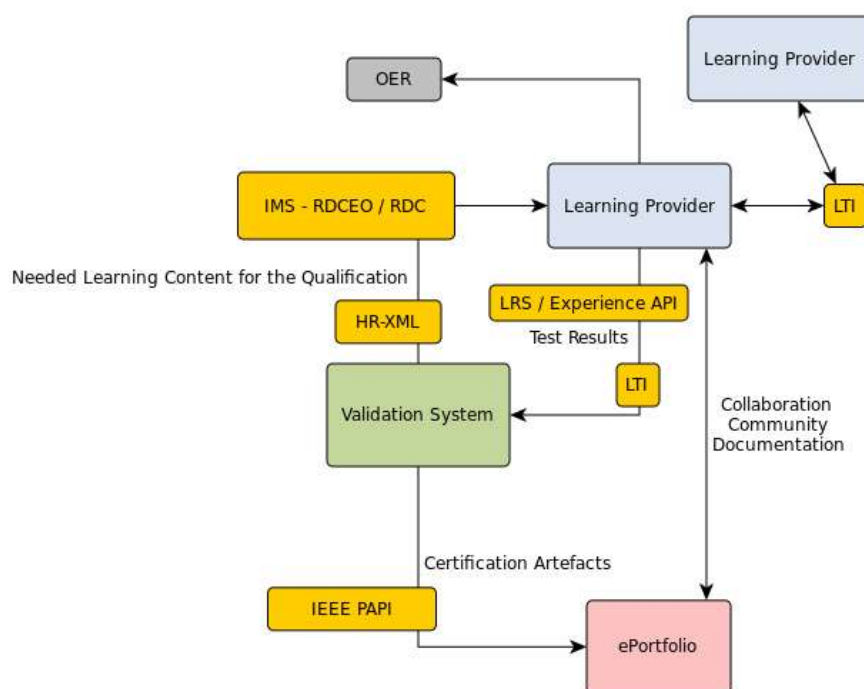 Learning Provider
OER
IMS - RDCEO / RDC
Learning Provider
LTI
Needed Learning Content for the Qualification
LRS / Experience API
HR-XML
Test Results
LTI
Validation System
Collaboration
Community
Documentation
Certification Artefacts
IEEE PAPI
ePortfolio